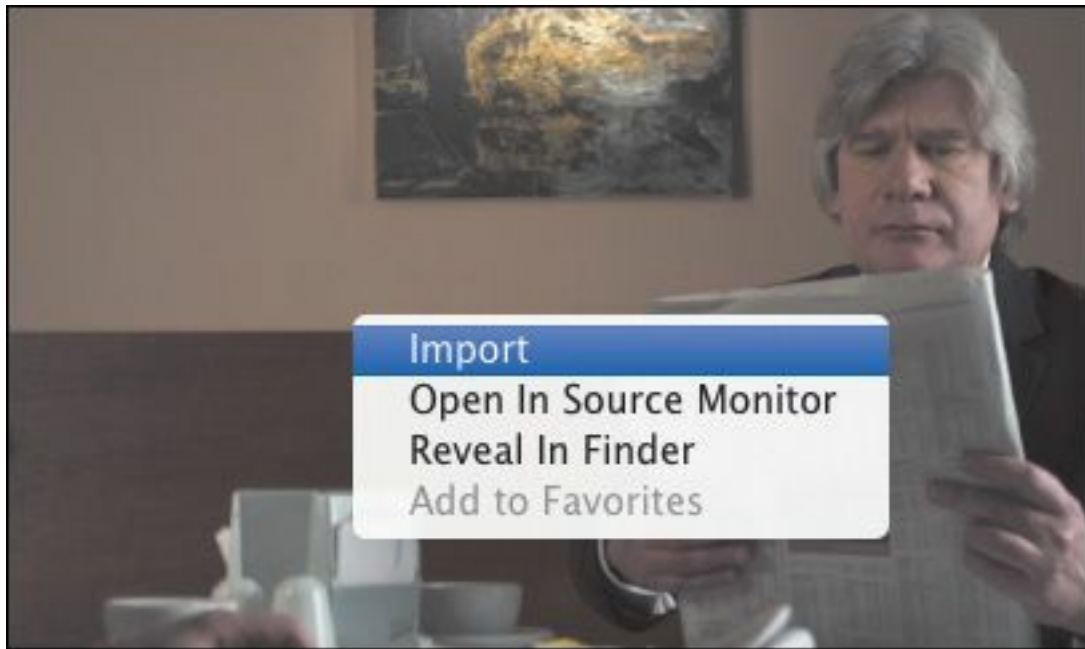 Import
Open In Source Monitor
Reveal In Finder
Add to Favorites